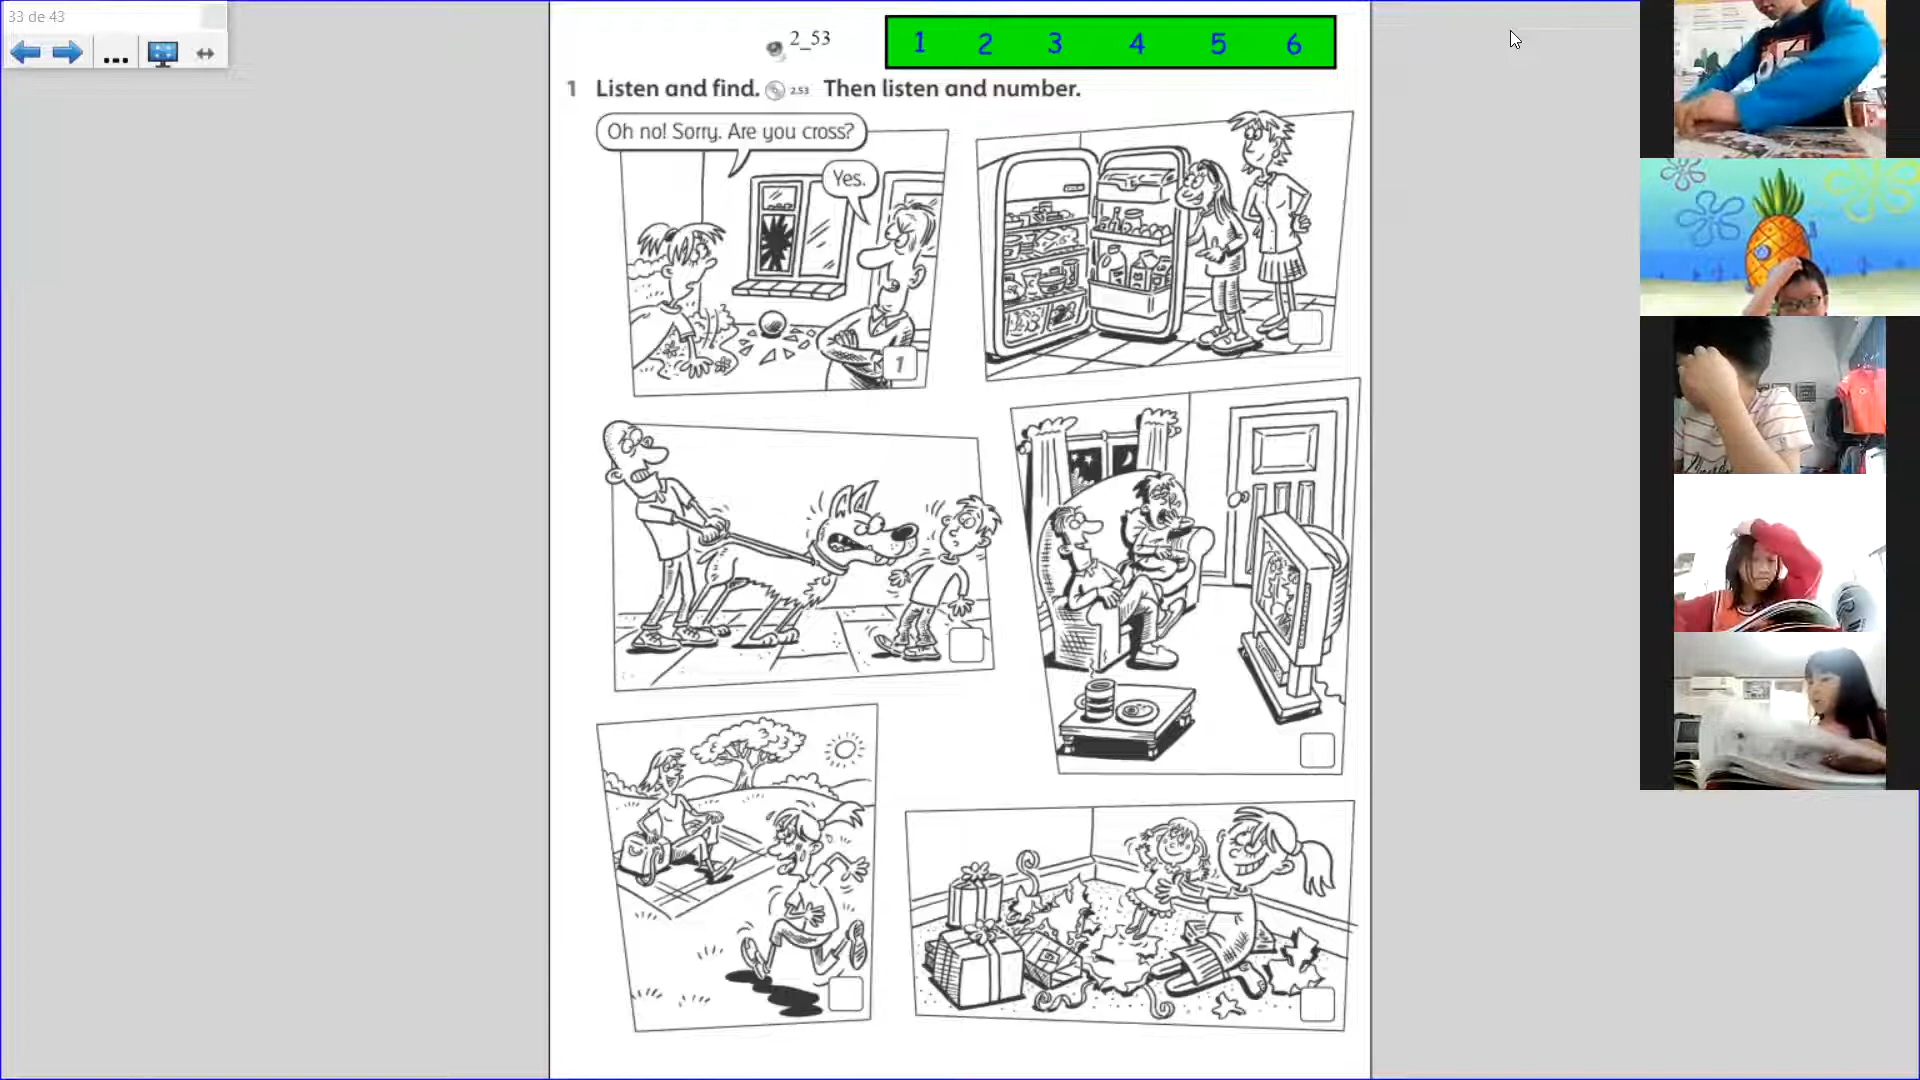 33 de 43
...
2_53
1 2 3 4 5 6
1 Listen and find. 2.53 Then listen and number.
Oh no! Sorry. Are you cross?
Yes.
1